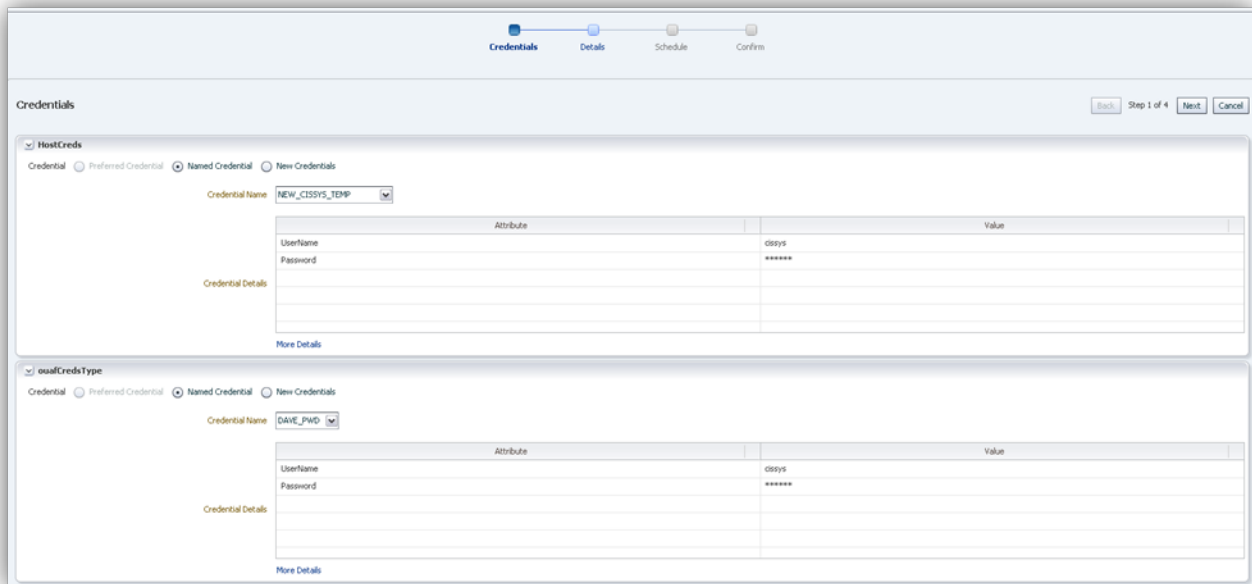 Credentials Details Schedule Confirm
Credentials Back Step 1 of 4 Next Cancel
HostCreds
Credential Preferred Credential Named Credential New Credentials
Credential Name NEW_CISSYS_TEMP
Attribute Value
UserName cissys
Password ******
Credential Details
More Details
ouafCredsType
Credential Preferred Credential Named Credential New Credentials
Credential Name DAVE_PWD
Attribute Value
UserName cissys
Password ******
Credential Details
More Details